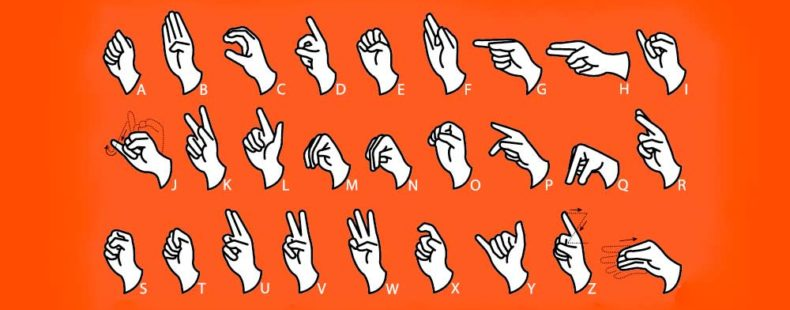 A B C D E F G H I
J K L M N O P Q R
S T U V W X Y Z